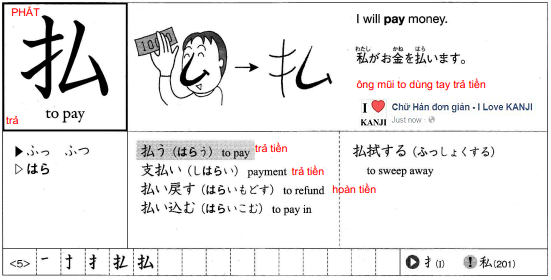 PHÁT
払
to pay
trả
1000
I will pay money.
私がお金を払います。
わたし かね はら
ông mũi to dùng tay trả tiền
I ❤ KANJI
Chữ Hán đơn giản - I Love KANJI
Just now
▶ふっ ふつ
▷はら
払う（はらう） to pay trả tiền
支払い（しはらい） payment trả tiền
払い戻す（はらいもどす） to refund hoàn tiền
払い込む（はらいこむ） to pay in
払拭する（ふっしょくする）
to sweep away
<5> 一 扌 扌 払 払
扌(1)
私(201)